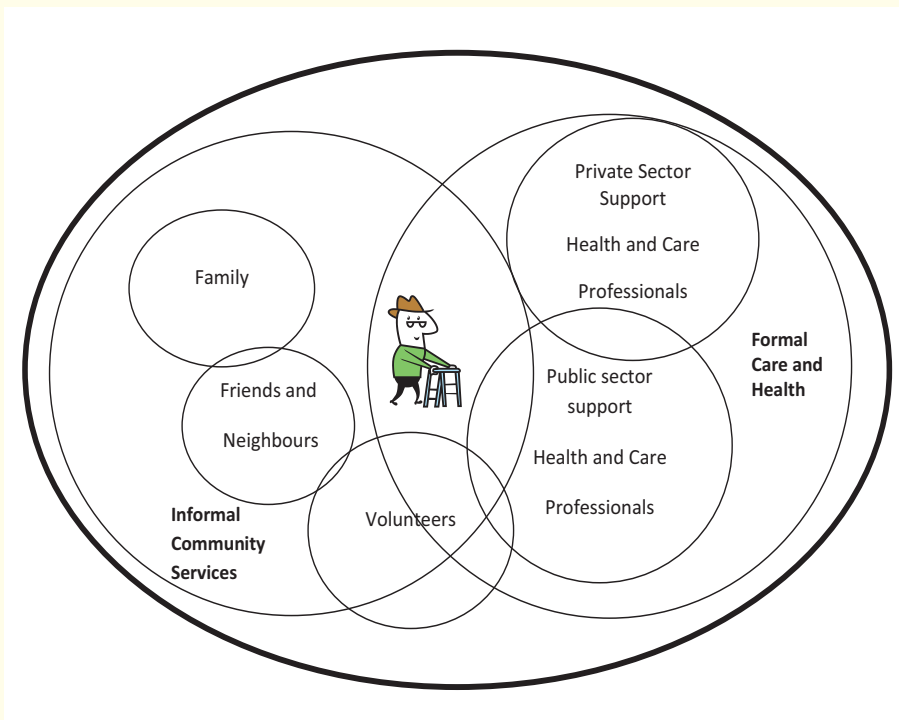 Family
Friends and
Neighbours
Informal
Community
Services
Volunteers
Private Sector
Support
Health and Care
Professionals
Public sector
support
Health and Care
Professionals
Formal
Care and
Health